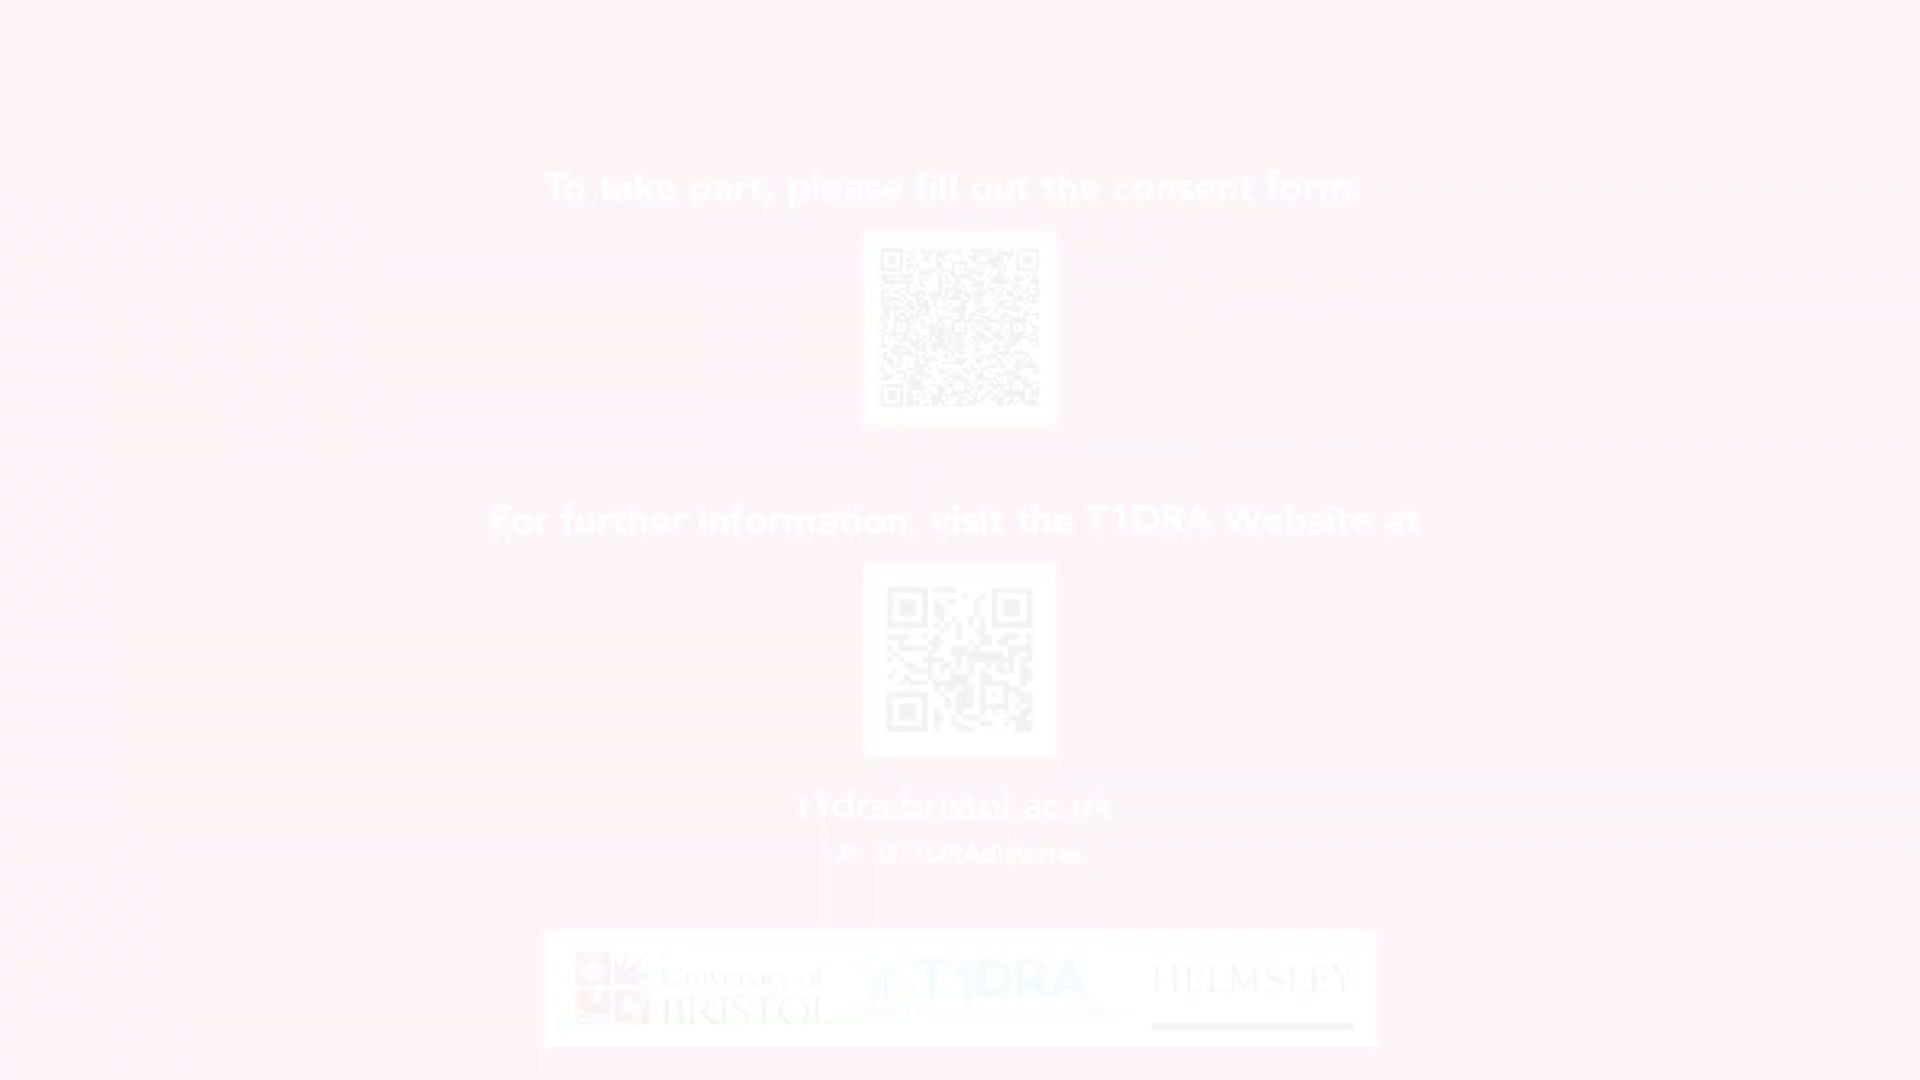 To take part, please fill out the consent form:
For further information, visit the T1DRA Website at
t1dra.bristol.ac.uk
X: @T1DRAdiabetes
University of
BRISTOL
T1DRA
HELMSLEY